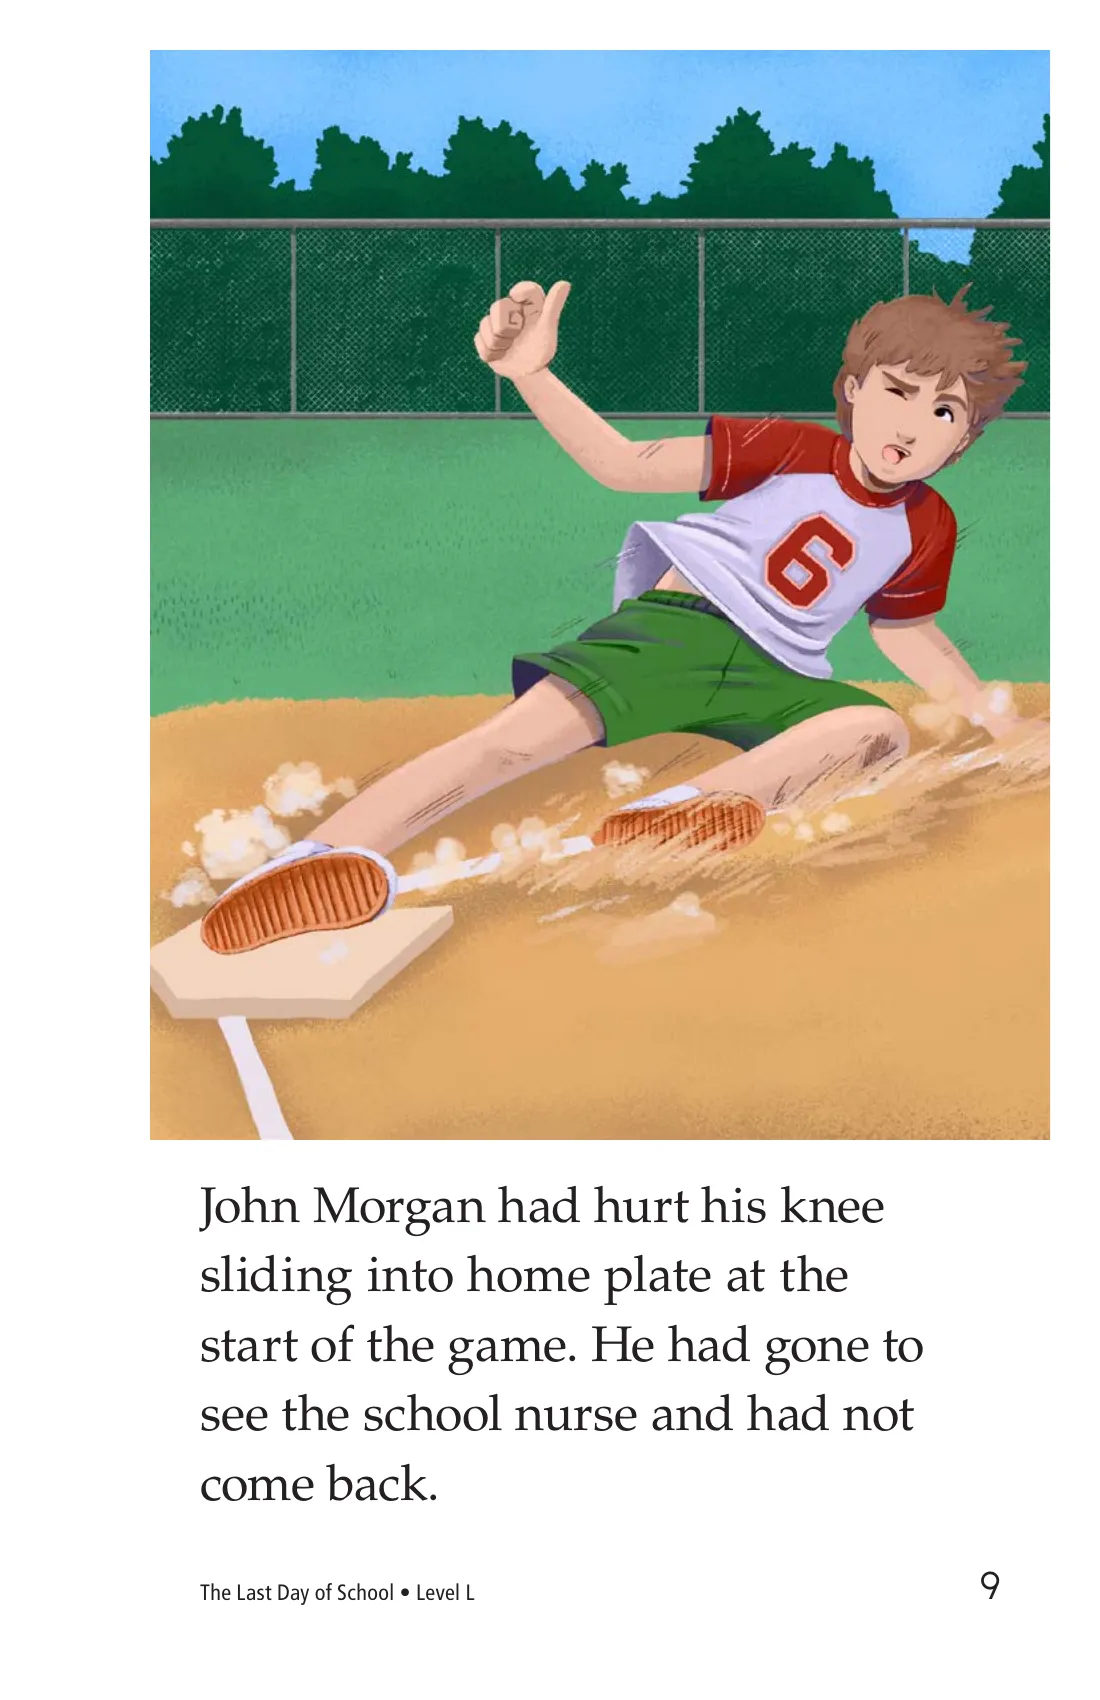 6
John Morgan had hurt his knee
sliding into home plate at the
start of the game. He had gone to
see the school nurse and had not
come back.
The Last Day of School • Level L
9